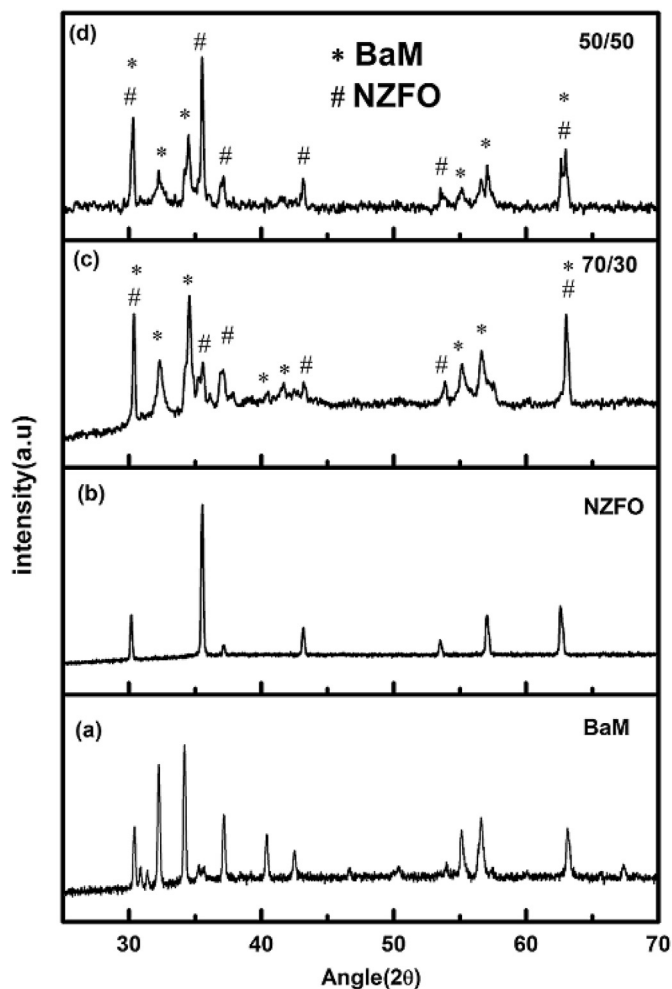 (d)
#
50/50
*
#
* BaM
# NZFO
*
*
#
#
#
*
*
*
#
(c)
70/30
*
#
*
*
#
#
*
*
#
#
*
*
*
#
(b)
NZFO
(a)
BaM
intensity(a.u)
30 40 50 60 70
Angle(2θ)